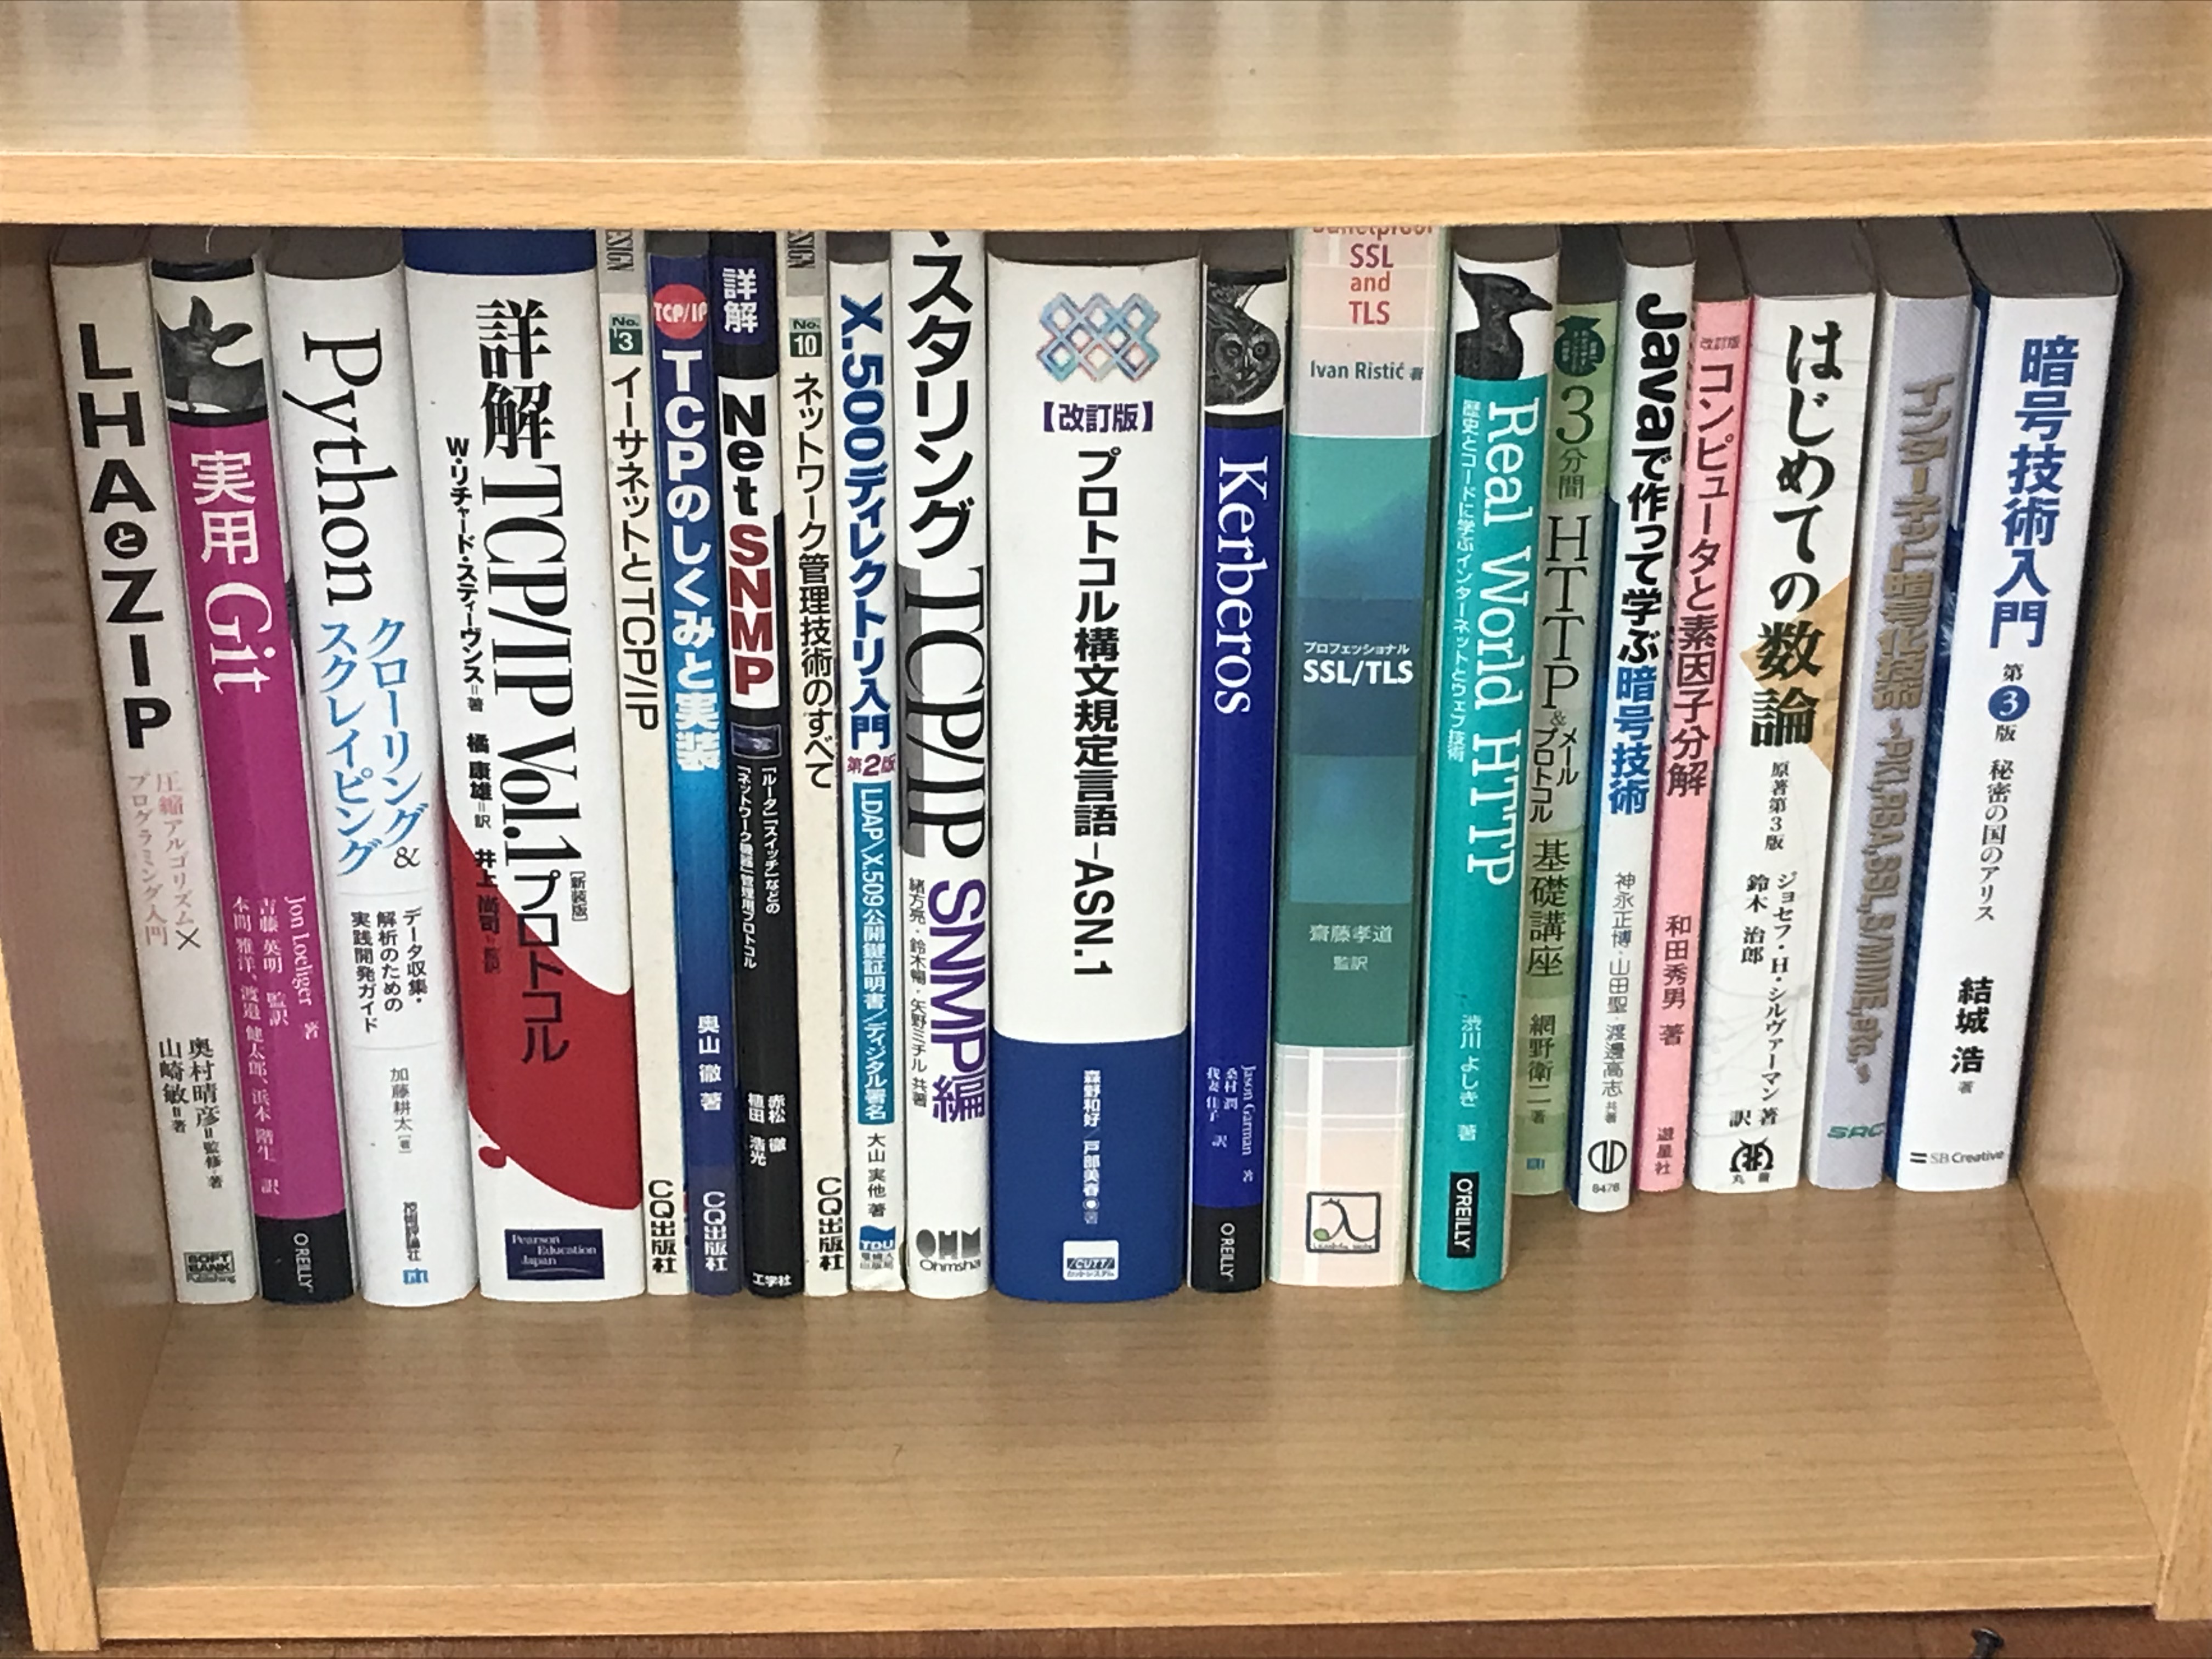 LHAとZIP
圧縮アルゴリズム×
プログラミング入門
奥村晴彦=監修・著
山﨑敏=著
SOFT
BANK
Publishing
実用 Git
Jon Loeliger 著
吉藤 英明 監訳
本間 雅洋、渡邉 健太郎、浜本 階生 訳
O'REILLY
Python
クローリング&
スクレイピング
データ収集・
解析のための
実践開発ガイド
加藤耕太[著]
技術評論社
詳解TCP/IP Vol.1プロトコル
[新装版]
W・リチャード・スティーヴンス=著
橘 康雄=訳
井上 尚司=監訳
Pearson
Education
Japan
No.
3
イーサネットとTCP/IP
CQ出版社
TCP/IP
TCPのしくみと実装
奥山 徹 著
CQ出版社
詳解
Net SNMP
「ルータ」「スイッチ」などの
「ネットワーク機器」管理用プロトコル
赤松 徹
植田 浩光
工学社
No.
10
ネットワーク管理技術のすべて
CQ出版社
X.500ディレクトリ入門
第2版
LDAP/X.509公開鍵証明書/ディジタル署名
大山 実他 著
TDU
スタリングTCP/IP SNMP編
緒方亮・鈴木暢・矢野ミチル 共著
OHM
Ohmsha
【改訂版】
プロトコル構文規定言語-ASN.1
森野和好/戸部美春●著
/CUTT/
カットシステム
Kerberos
Jason Garman 著
桑村 潤
我妻 佳子 訳
O'REILLY
Bulletproof
SSL
and
TLS
Ivan Ristić 著
プロフェッショナル
SSL/TLS
齋藤孝道
監訳
Real World HTTP
歴史とコードに学ぶインターネットとウェブ技術
渋川 よしき 著
O'REILLY
3分間
HTTP
&メール
プロトコル
基礎講座
網野衛二 著
Javaで作って学ぶ暗号技術
神永正博・山田聖・渡邊高志 共著
8478
改訂版
コンピュータと素因子分解
和田秀男 著
遊星社
はじめての数論
原著第3版
ジョセフ・H・シルヴァーマン 著
鈴木 治郎 訳
丸善
インターネット暗号化技術
-PKI,RSA,SSL,S/MIME,etc.-
SRC
暗号技術入門
第3版
秘密の国のアリス
結城 浩 著
SB Creative